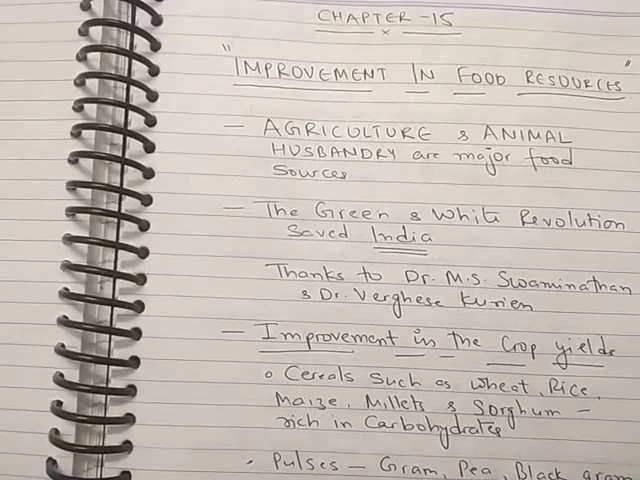 CHAPTER -15
x
"IMPROVEMENT IN FOOD RESOURCES"
- AGRICULTURE & ANIMAL
HUSBANDRY are major food
sources
- The Green & White Revolution
saved India
Thanks to Dr. M.S. Swaminathan
& Dr. Verghese Kurien
- Improvement in the Crop yields
o Cereals such as wheat, Rice,
Maize, Millets & Sorghum -
rich in Carbohydrates
• Pulses - Gram, Pea, Black gram